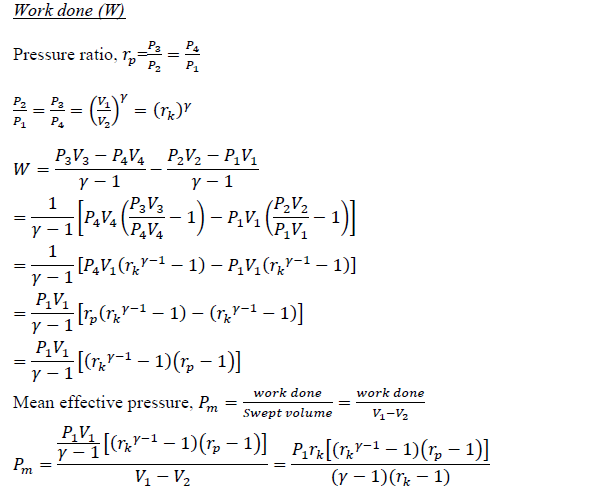 Work done (W)
Pressure ratio, r_p = P₃/P₂ = P₄/P₁
P₂/P₁ = P₃/P₄ = (V₁/V₂)^γ = (r_k)^γ
W = (P₃V₃ − P₄V₄)/(γ − 1) − (P₂V₂ − P₁V₁)/(γ − 1)
= 1/(γ − 1) [P₄V₄ (P₃V₃/P₄V₄ − 1) − P₁V₁ (P₂V₂/P₁V₁ − 1)]
= 1/(γ − 1) [P₄V₁(r_k^(γ−1) − 1) − P₁V₁(r_k^(γ−1) − 1)]
= P₁V₁/(γ − 1) [r_p(r_k^(γ−1) − 1) − (r_k^(γ−1) − 1)]
= P₁V₁/(γ − 1) [(r_k^(γ−1) − 1)(r_p − 1)]
Mean effective pressure, P_m = work done/Swept volume = work done/(V₁−V₂)
P_m = (P₁V₁/(γ − 1) [(r_k^(γ−1) − 1)(r_p − 1)])/(V₁ − V₂) = P₁r_k[(r_k^(γ−1) − 1)(r_p − 1)]/((γ − 1)(r_k − 1))